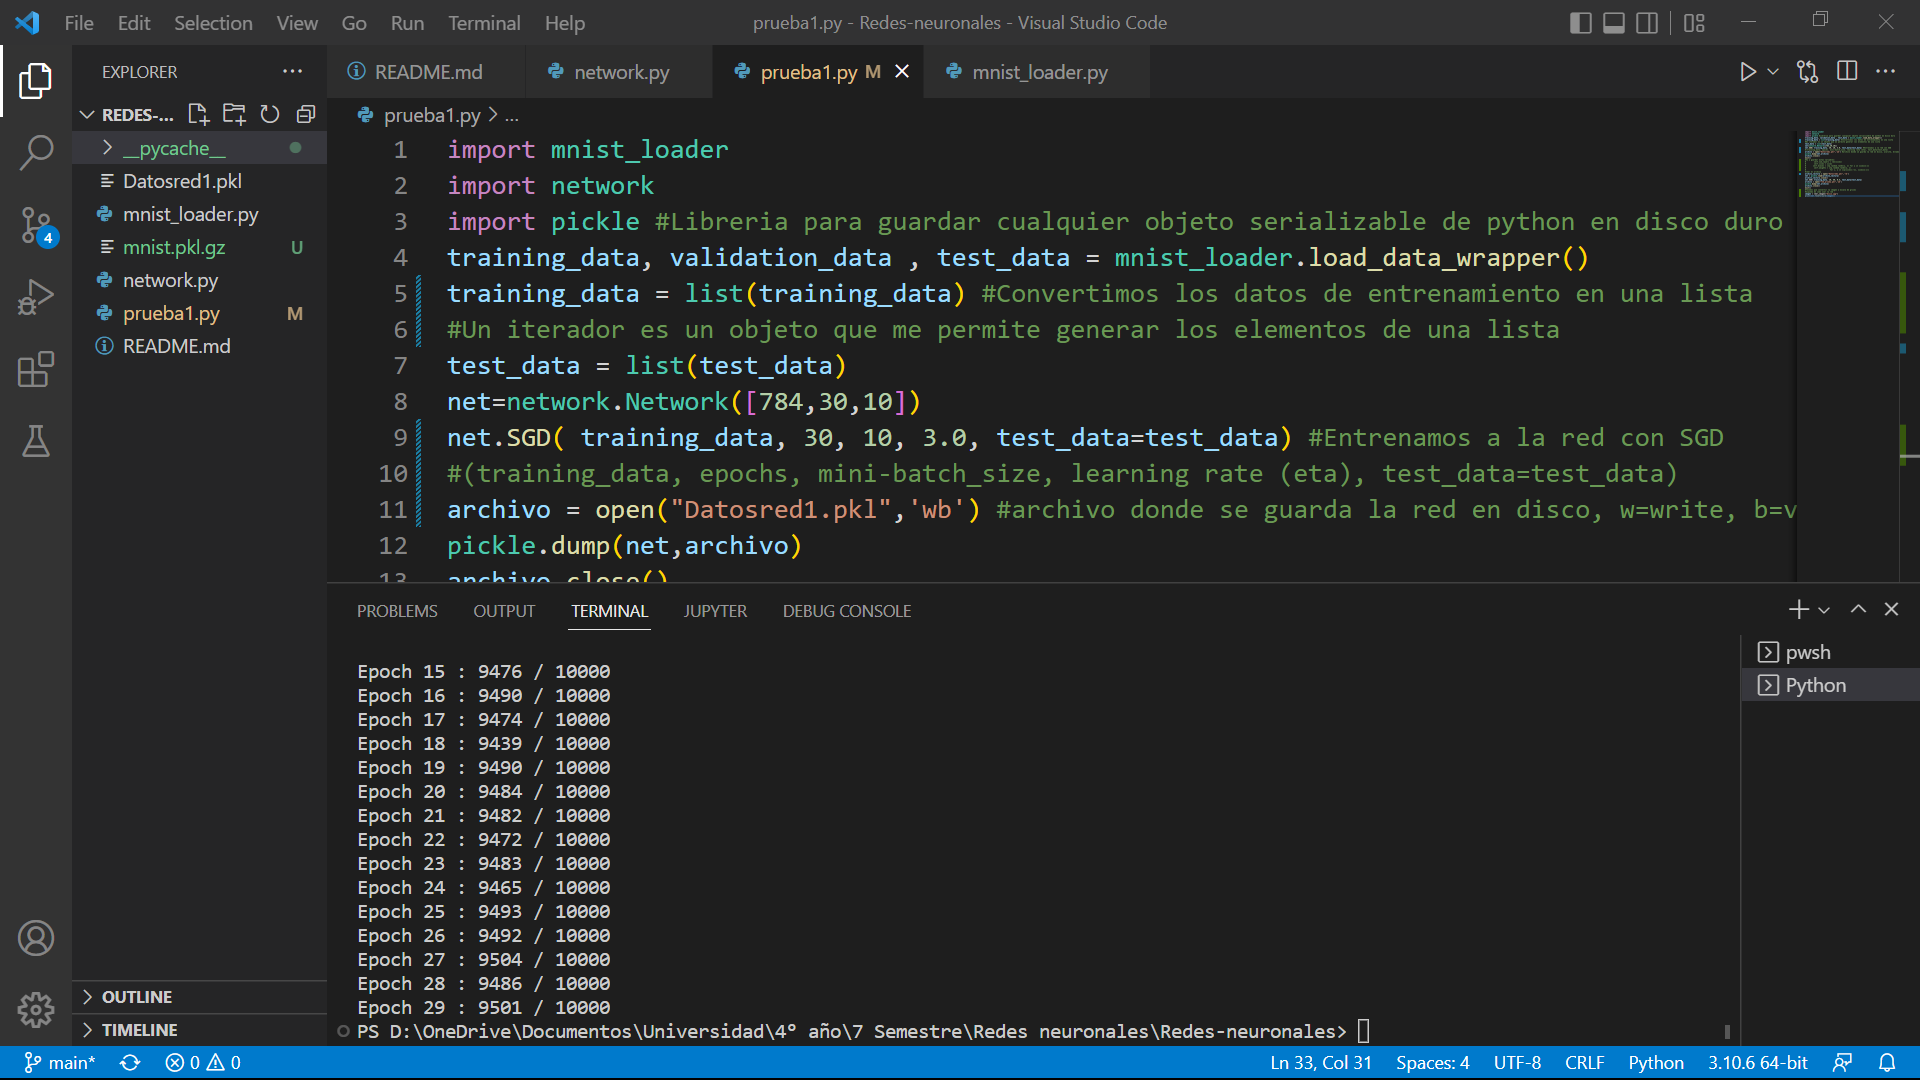 File Edit Selection View Go Run Terminal Help
prueba1.py - Redes-neuronales - Visual Studio Code
EXPLORER
README.md
network.py
prueba1.py M
mnist_loader.py
REDES-...
__pycache__
Datosred1.pkl
mnist_loader.py
mnist.pkl.gz U
network.py
prueba1.py M
README.md
4
OUTLINE
TIMELINE
prueba1.py > ...
1 import mnist_loader
2 import network
3 import pickle #Libreria para guardar cualquier objeto serializable de python en disco duro
4 training_data, validation_data , test_data = mnist_loader.load_data_wrapper()
5 training_data = list(training_data) #Convertimos los datos de entrenamiento en una lista
6 #Un iterador es un objeto que me permite generar los elementos de una lista
7 test_data = list(test_data)
8 net=network.Network([784,30,10])
9 net.SGD( training_data, 30, 10, 3.0, test_data=test_data) #Entrenamos a la red con SGD
10 #(training_data, epochs, mini-batch_size, learning rate (eta), test_data=test_data)
11 archivo = open("Datosred1.pkl",'wb') #archivo donde se guarda la red en disco, w=write, b=v
12 pickle.dump(net,archivo)
13 archivo.close()
PROBLEMS OUTPUT TERMINAL JUPYTER DEBUG CONSOLE
Epoch 15 : 9476 / 10000
Epoch 16 : 9490 / 10000
Epoch 17 : 9474 / 10000
Epoch 18 : 9439 / 10000
Epoch 19 : 9490 / 10000
Epoch 20 : 9484 / 10000
Epoch 21 : 9482 / 10000
Epoch 22 : 9472 / 10000
Epoch 23 : 9483 / 10000
Epoch 24 : 9465 / 10000
Epoch 25 : 9493 / 10000
Epoch 26 : 9492 / 10000
Epoch 27 : 9504 / 10000
Epoch 28 : 9486 / 10000
Epoch 29 : 9501 / 10000
PS D:\OneDrive\Documentos\Universidad\4º año\7 Semestre\Redes neuronales\Redes-neuronales>
pwsh
Python
main* 0 0
Ln 33, Col 31 Spaces: 4 UTF-8 CRLF Python 3.10.6 64-bit